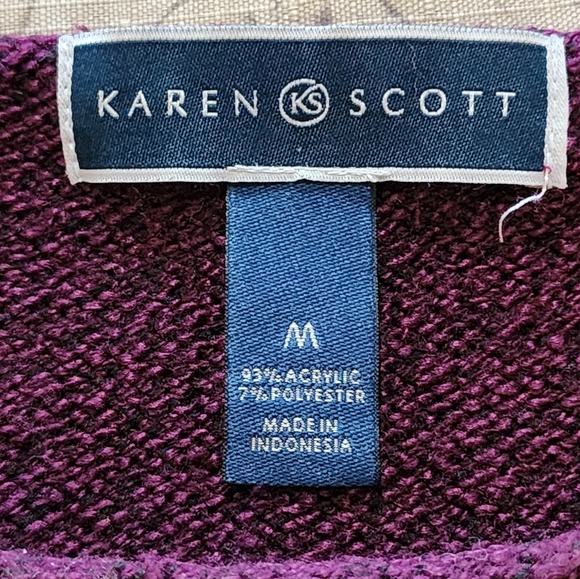 KAREN KS SCOTT
M
93% ACRYLIC
7% POLYESTER
MADE IN
INDONESIA